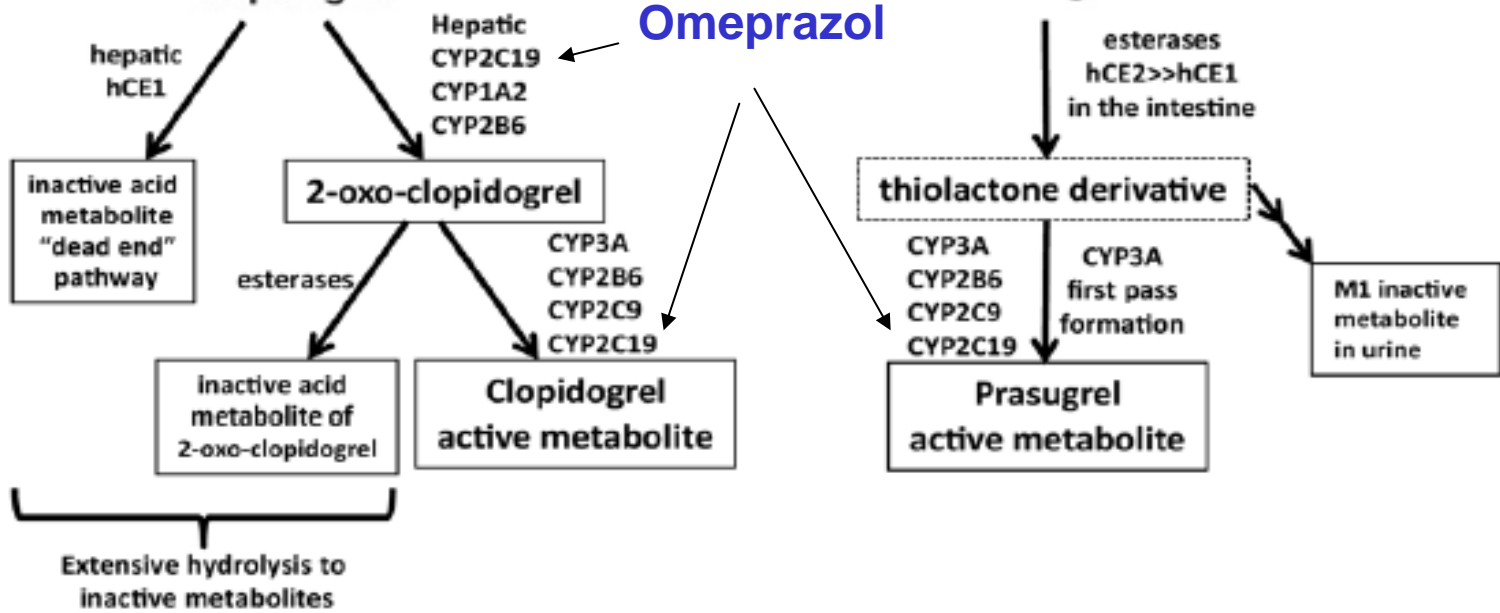 Omeprazol
hepatic
hCE1
Hepatic
CYP2C19
CYP1A2
CYP2B6
esterases
hCE2>>hCE1
in the intestine
inactive acid
metabolite
“dead end”
pathway
2-oxo-clopidogrel
thiolactone derivative
esterases
CYP3A
CYP2B6
CYP2C9
CYP2C19
CYP3A
CYP2B6
CYP2C9
CYP2C19
CYP3A
first pass
formation
M1 inactive
metabolite
in urine
inactive acid
metabolite of
2-oxo-clopidogrel
Clopidogrel
active metabolite
Prasugrel
active metabolite
Extensive hydrolysis to
inactive metabolites